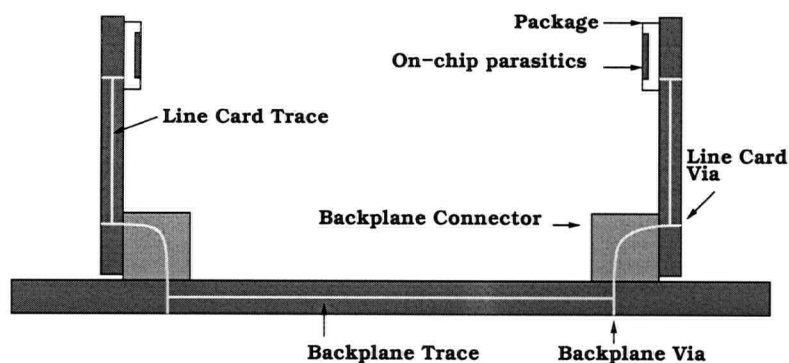 Package
On-chip parasitics
Line Card Trace
Line Card
Via
Backplane Connector
Backplane Trace
Backplane Via